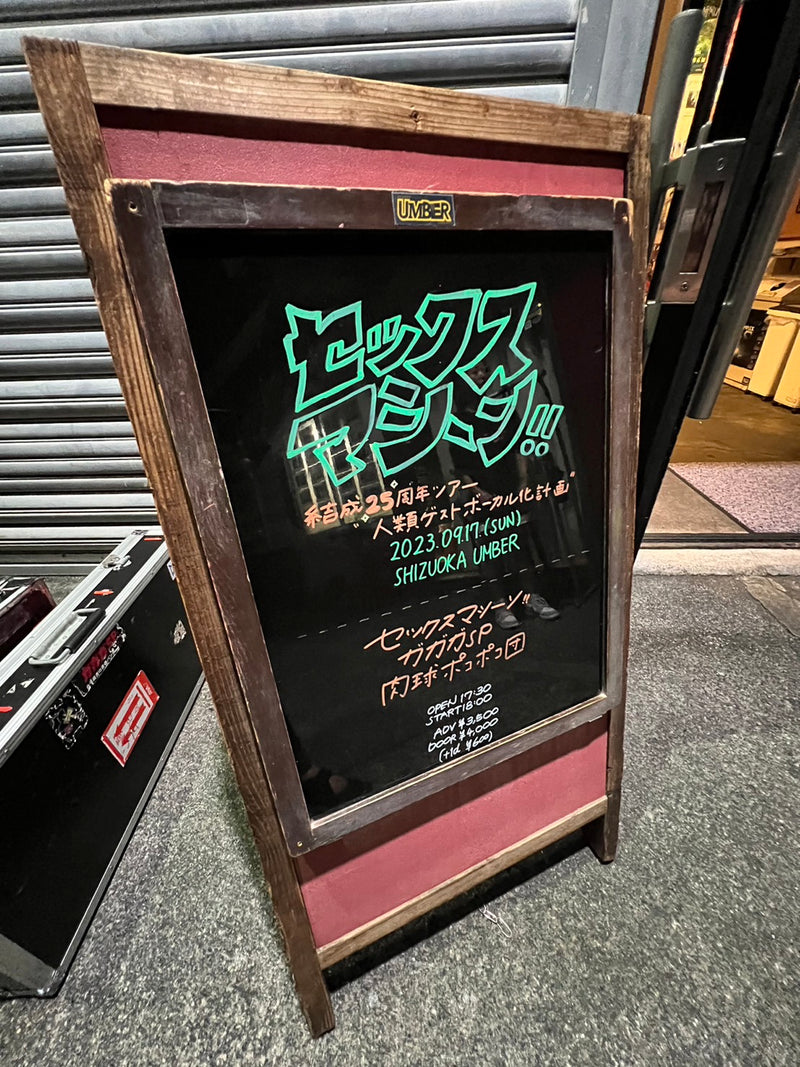 UMBER
セックス
マシーン!!
結成25周年ツアー
"人類ゲストボーカル化計画"
2023.09.17.(SUN)
SHIZUOKA UMBER
セックスマシーン!!
ガガガSP
肉球ポコポコ団
OPEN 17:30
START 18:00
ADV ¥3,500
DOOR ¥4,000
(+1d ¥600)